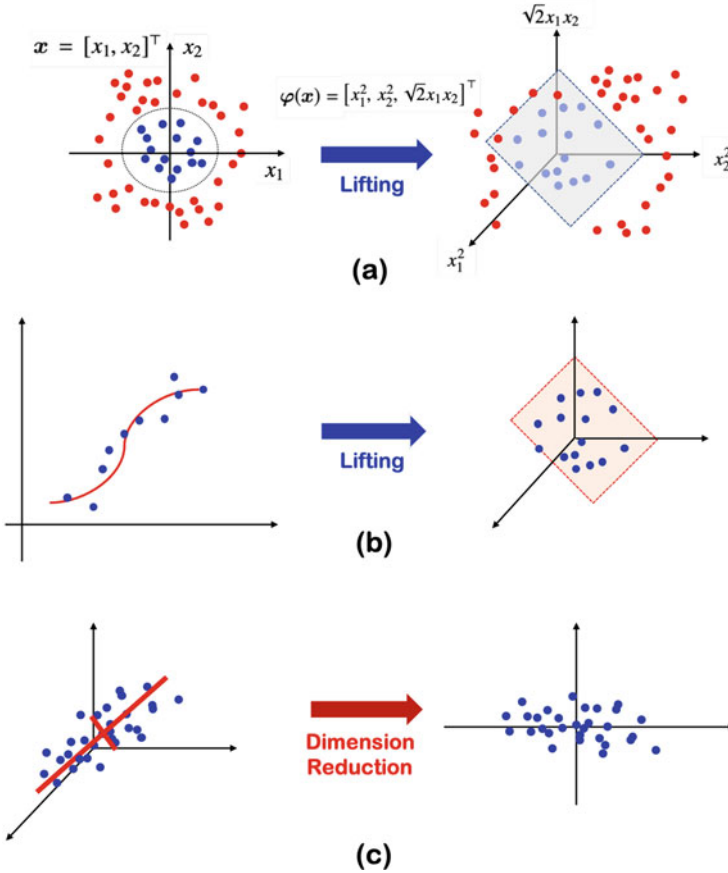 𝒙 = [x₁, x₂]ᵀ
x₂
x₁
φ(𝒙) = [x₁², x₂², √2x₁x₂]ᵀ
Lifting
√2x₁x₂
x₂²
x₁²
(a)
Lifting
(b)
Dimension
Reduction
(c)